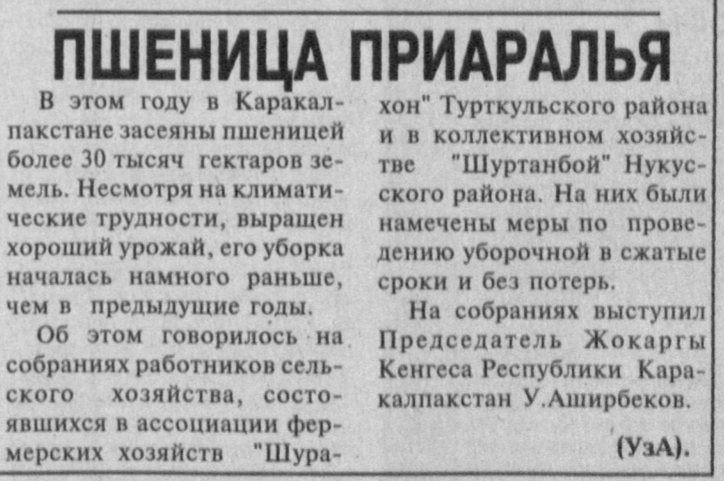 ПШЕНИЦА ПРИАРАЛЬЯ
В этом году в Каракал-
пакстане засеяны пшеницей
более 30 тысяч гектаров зе-
мель. Несмотря на климати-
ческие трудности, выращен
хороший урожай, его уборка
началась намного раньше,
чем в предыдущие годы.
Об этом говорилось на
собраниях работников сель-
ского хозяйства, состо-
явшихся в ассоциации фер-
мерских хозяйств "Шура-
хон" Турткульского района
и в коллективном хозяйс-
тве "Шуртанбой" Нукус-
ского района. На них были
намечены меры по прове-
дению уборочной в сжатые
сроки и без потерь.
На собраниях выступил
Председатель Жокаргы
Кенгеса Республики Кара-
калпакстан У.Аширбеков.
(УзА).